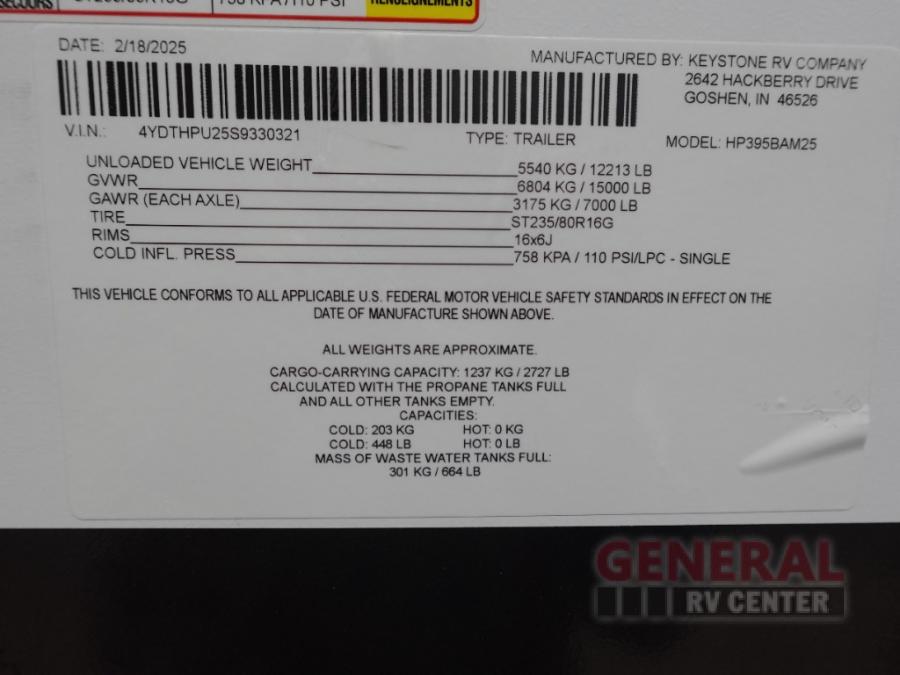 758 KPA / 110 PSI
RENSEIGNEMENTS
DATE: 2/18/2025
MANUFACTURED BY: KEYSTONE RV COMPANY
2642 HACKBERRY DRIVE
GOSHEN, IN 46526
V.I.N.: 4YDTHPU25S9330321 TYPE: TRAILER MODEL: HP395BAM25
UNLOADED VEHICLE WEIGHT 5540 KG / 12213 LB
GVWR 6804 KG / 15000 LB
GAWR (EACH AXLE) 3175 KG / 7000 LB
TIRE ST235/80R16G
RIMS 16x6J
COLD INFL. PRESS 758 KPA / 110 PSI/LPC - SINGLE
THIS VEHICLE CONFORMS TO ALL APPLICABLE U.S. FEDERAL MOTOR VEHICLE SAFETY STANDARDS IN EFFECT ON THE
DATE OF MANUFACTURE SHOWN ABOVE.
ALL WEIGHTS ARE APPROXIMATE.
CARGO-CARRYING CAPACITY: 1237 KG / 2727 LB
CALCULATED WITH THE PROPANE TANKS FULL
AND ALL OTHER TANKS EMPTY.
CAPACITIES:
COLD: 203 KG HOT: 0 KG
COLD: 448 LB HOT: 0 LB
MASS OF WASTE WATER TANKS FULL:
301 KG / 664 LB
GENERAL
RV CENTER